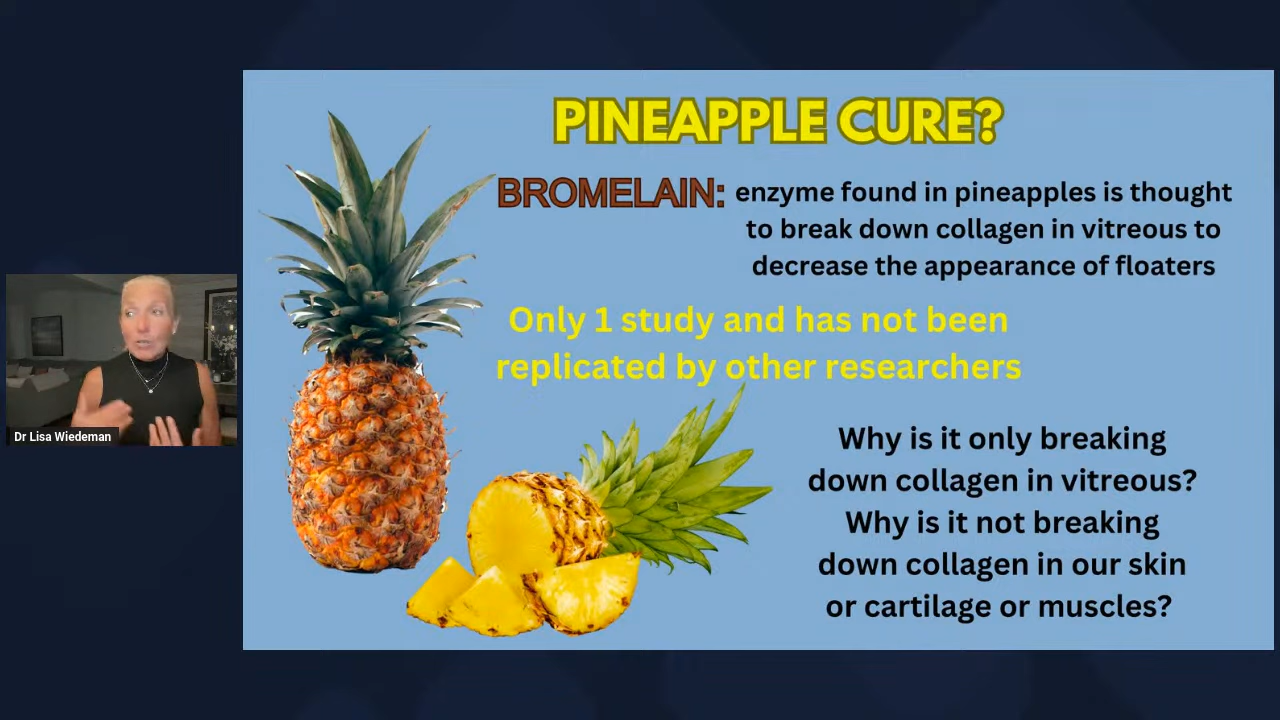 PINEAPPLE CURE?
BROMELAIN: enzyme found in pineapples is thought
to break down collagen in vitreous to
decrease the appearance of floaters
Only 1 study and has not been
replicated by other researchers
Why is it only breaking
down collagen in vitreous?
Why is it not breaking
down collagen in our skin
or cartilage or muscles?
Dr Lisa Wiedeman